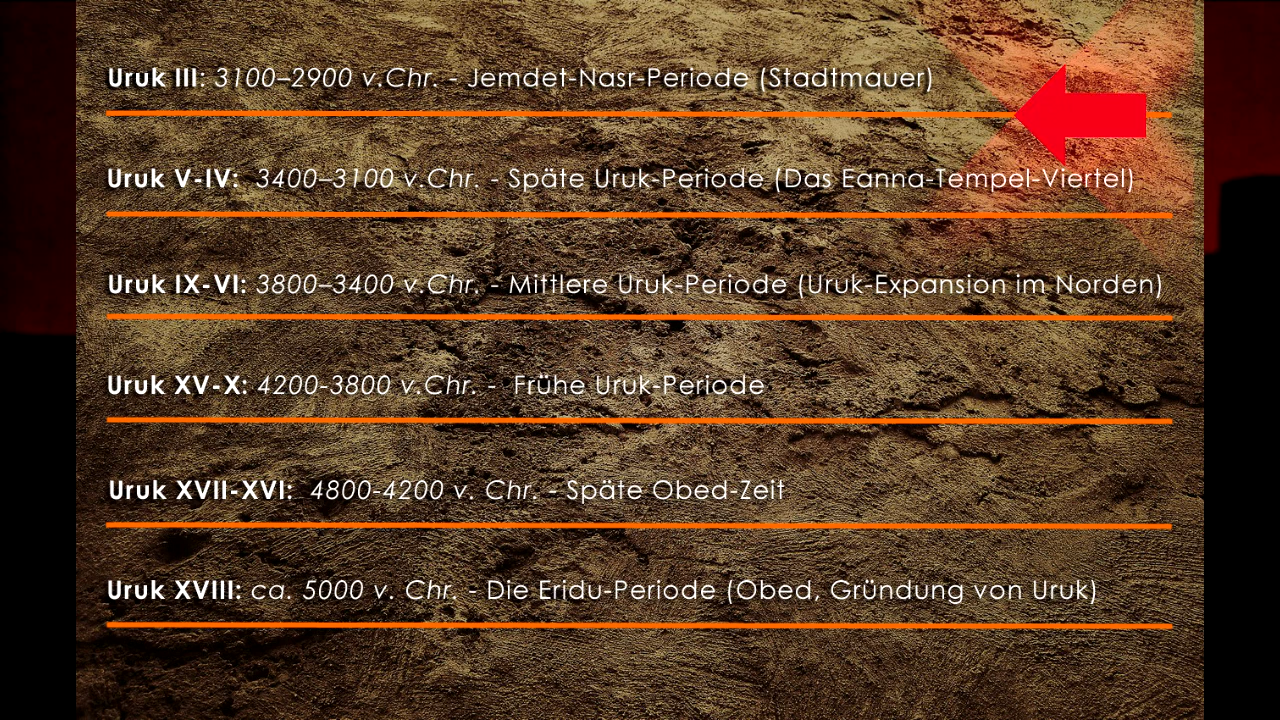 Uruk III: 3100–2900 v.Chr. - Jemdet-Nasr-Periode (Stadtmauer)
Uruk V-IV: 3400–3100 v.Chr. - Späte Uruk-Periode (Das Eanna-Tempel-Viertel)
Uruk IX-VI: 3800–3400 v.Chr. - Mittlere Uruk-Periode (Uruk-Expansion im Norden)
Uruk XV-X: 4200-3800 v.Chr. - Frühe Uruk-Periode
Uruk XVII-XVI: 4800-4200 v. Chr. - Späte Obed-Zeit
Uruk XVIII: ca. 5000 v. Chr. - Die Eridu-Periode (Obed, Gründung von Uruk)